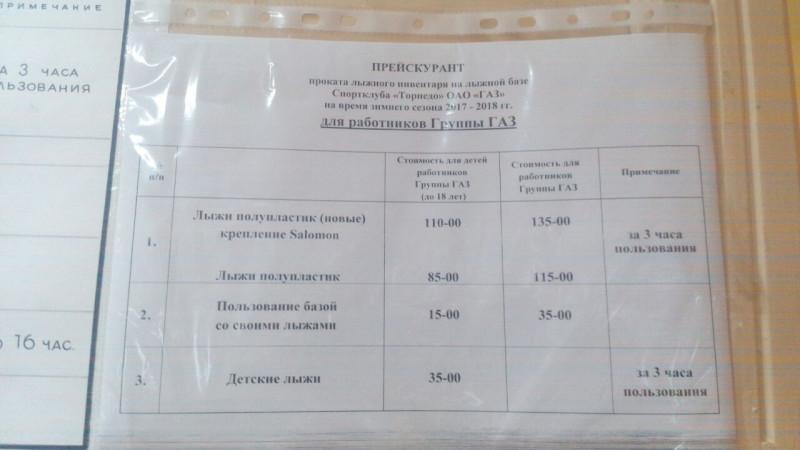 ПРИМЕЧАНИЕ
А 3 ЧАСА
ЛЬЗОВАНИЯ
16 ЧАС.
ПРЕЙСКУРАНТ
проката лыжного инвентаря на лыжной базе
Спортклуба «Торпедо» ОАО «ГАЗ»
на время зимнего сезона 2017 - 2018 гг.
для работников Группы ГАЗ
п/п
Стоимость для детей
работников
Группы ГАЗ
(до 18 лет)
Стоимость для
работников
Группы ГАЗ
Примечание
1.
Лыжи полупластик (новые)
крепление Salomon
110-00
135-00
за 3 часа
пользования
Лыжи полупластик
85-00
115-00
2.
Пользование базой
со своими лыжами
15-00
35-00
3.
Детские лыжи
35-00
за 3 часа
пользования